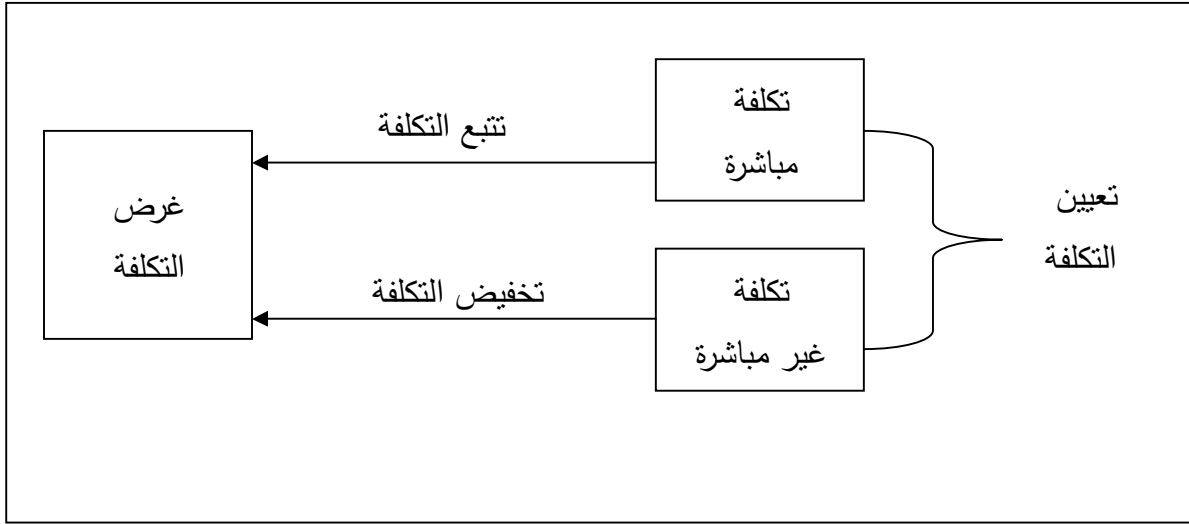 تعيين
التكلفة
تكلفة
مباشرة
تكلفة
غير مباشرة
تتبع التكلفة
تخفيض التكلفة
غرض
التكلفة